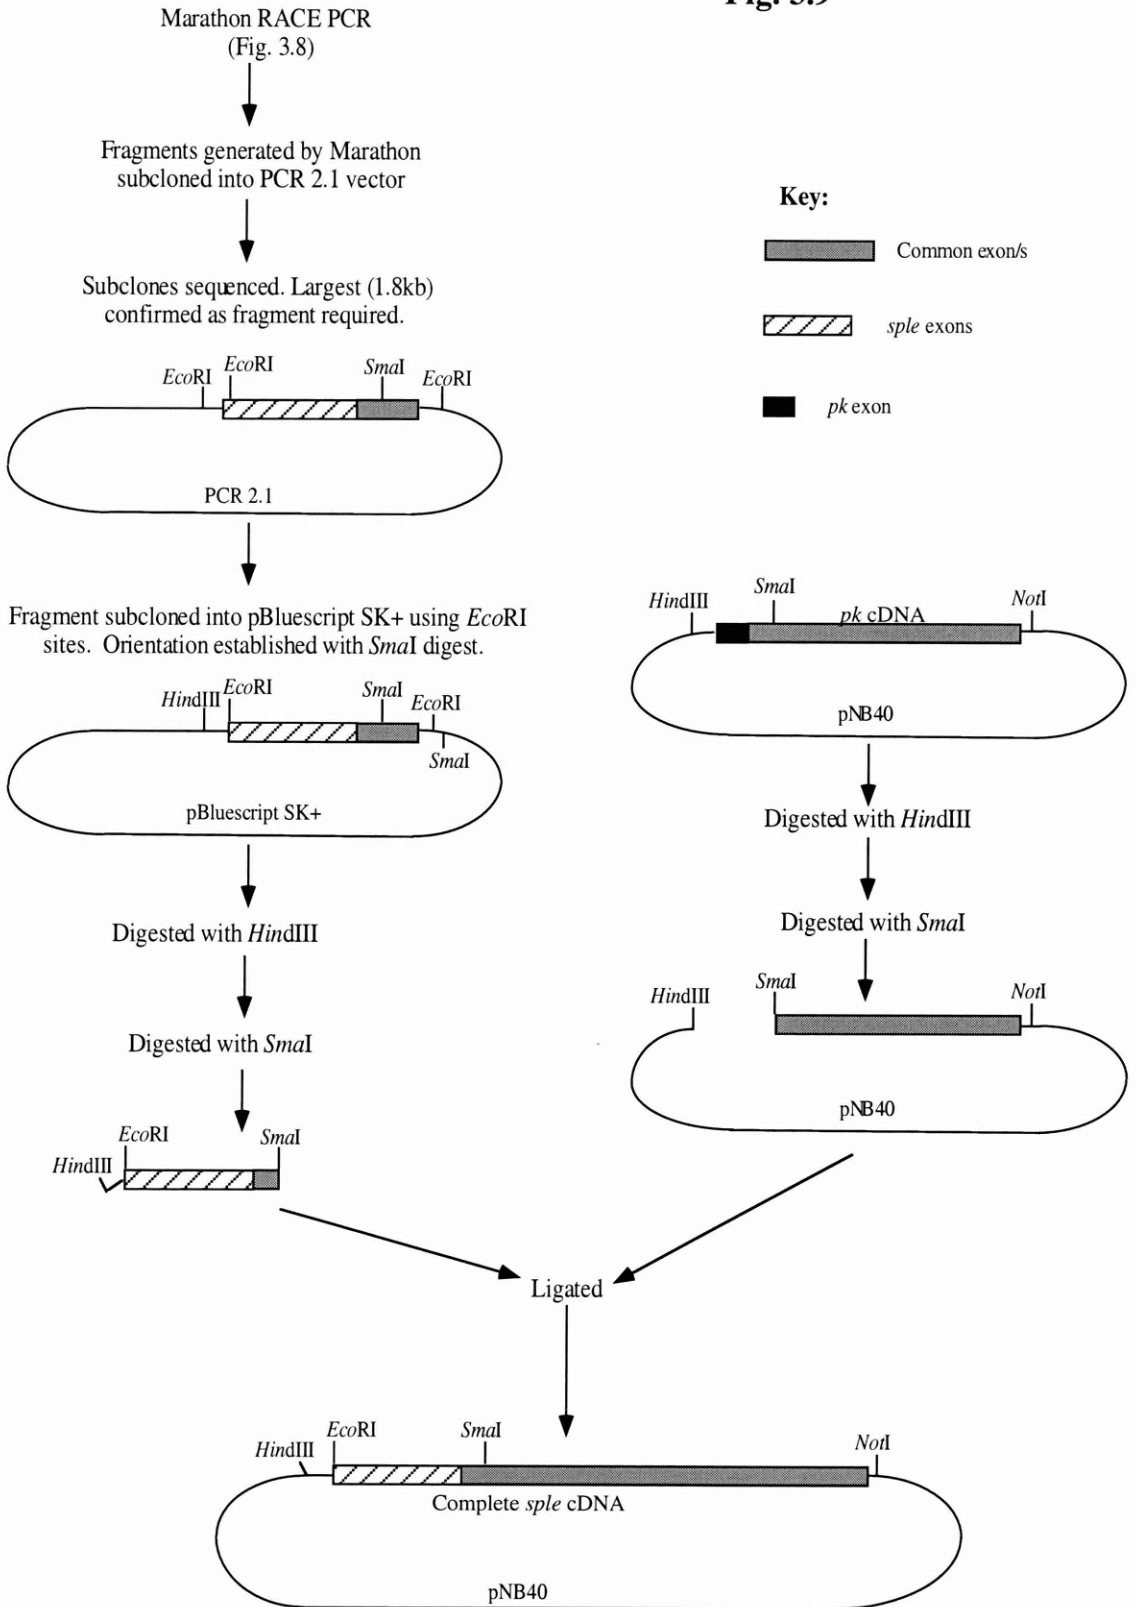 Fig. 3.9
Marathon RACE PCR
(Fig. 3.8)
Fragments generated by Marathon
subcloned into PCR 2.1 vector
Subclones sequenced. Largest (1.8kb)
confirmed as fragment required.
EcoRI
EcoRI
SmaI
EcoRI
PCR 2.1
Fragment subcloned into pBluescript SK+ using EcoRI
sites. Orientation established with SmaI digest.
HindIII
EcoRI
SmaI
EcoRI
SmaI
pBluescript SK+
Digested with HindIII
Digested with SmaI
EcoRI
SmaI
HindIII
Key:
Common exon/s
sple exons
pk exon
HindIII
SmaI
pk cDNA
NotI
pNB40
Digested with HindIII
Digested with SmaI
HindIII
SmaI
NotI
pNB40
Ligated
HindIII
EcoRI
SmaI
NotI
Complete sple cDNA
pNB40